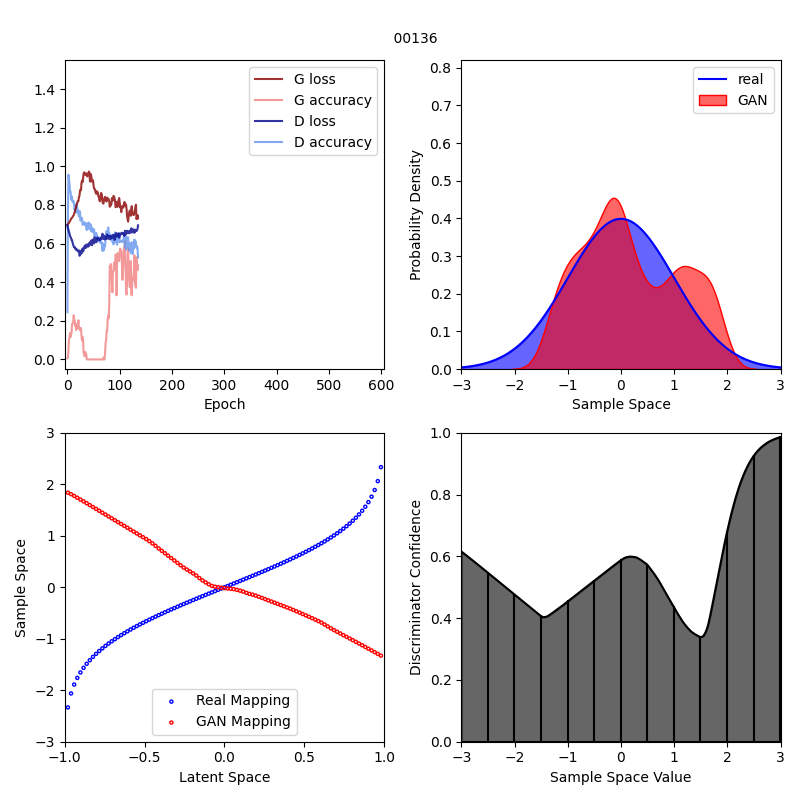 00136
G loss
G accuracy
D loss
D accuracy
1.4
1.2
1.0
0.8
0.6
0.4
0.2
0.0
0 100 200 300 400 500 600
Epoch
real
GAN
Probability Density
0.8
0.7
0.6
0.5
0.4
0.3
0.2
0.1
0.0
−3 −2 −1 0 1 2 3
Sample Space
Sample Space
3
2
1
0
−1
−2
−3
Real Mapping
GAN Mapping
−1.0 −0.5 0.0 0.5 1.0
Latent Space
Discriminator Confidence
1.0
0.8
0.6
0.4
0.2
0.0
−3 −2 −1 0 1 2 3
Sample Space Value